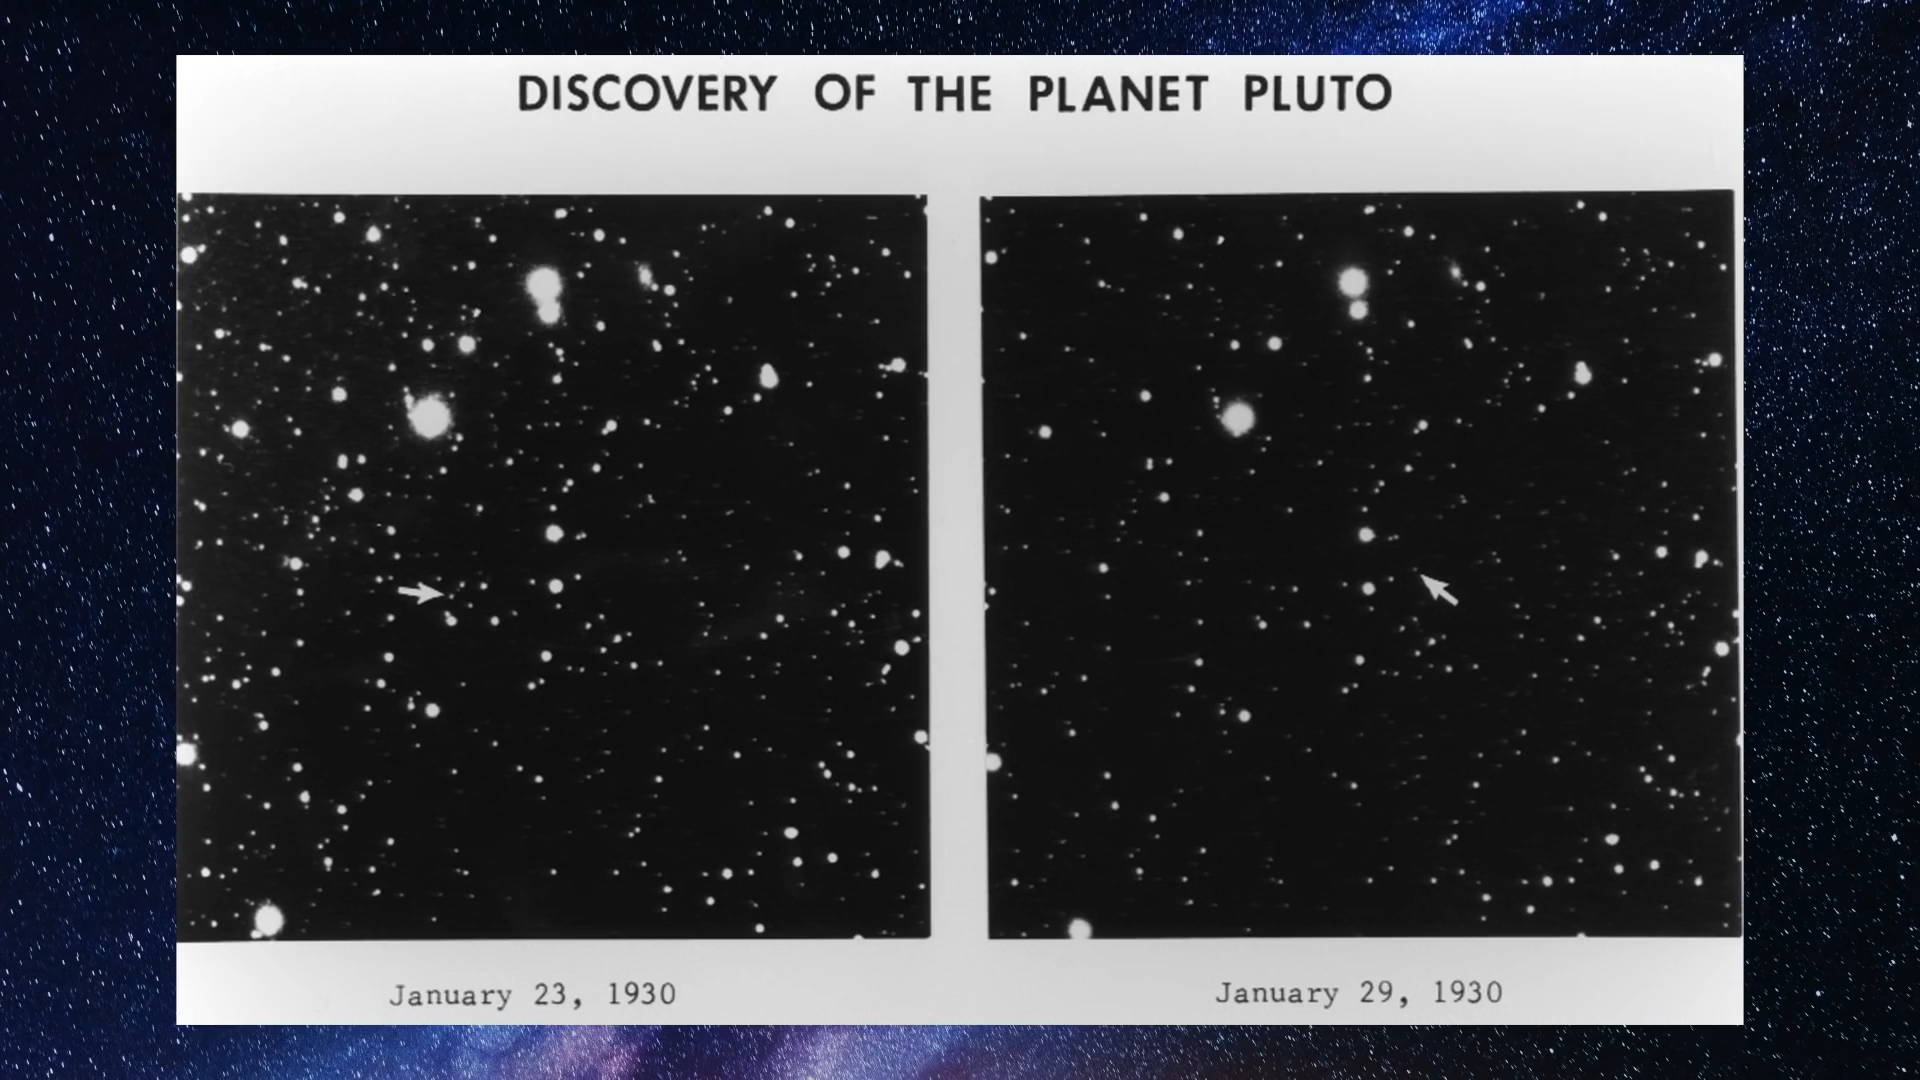 DISCOVERY OF THE PLANET PLUTO
January 23, 1930
January 29, 1930